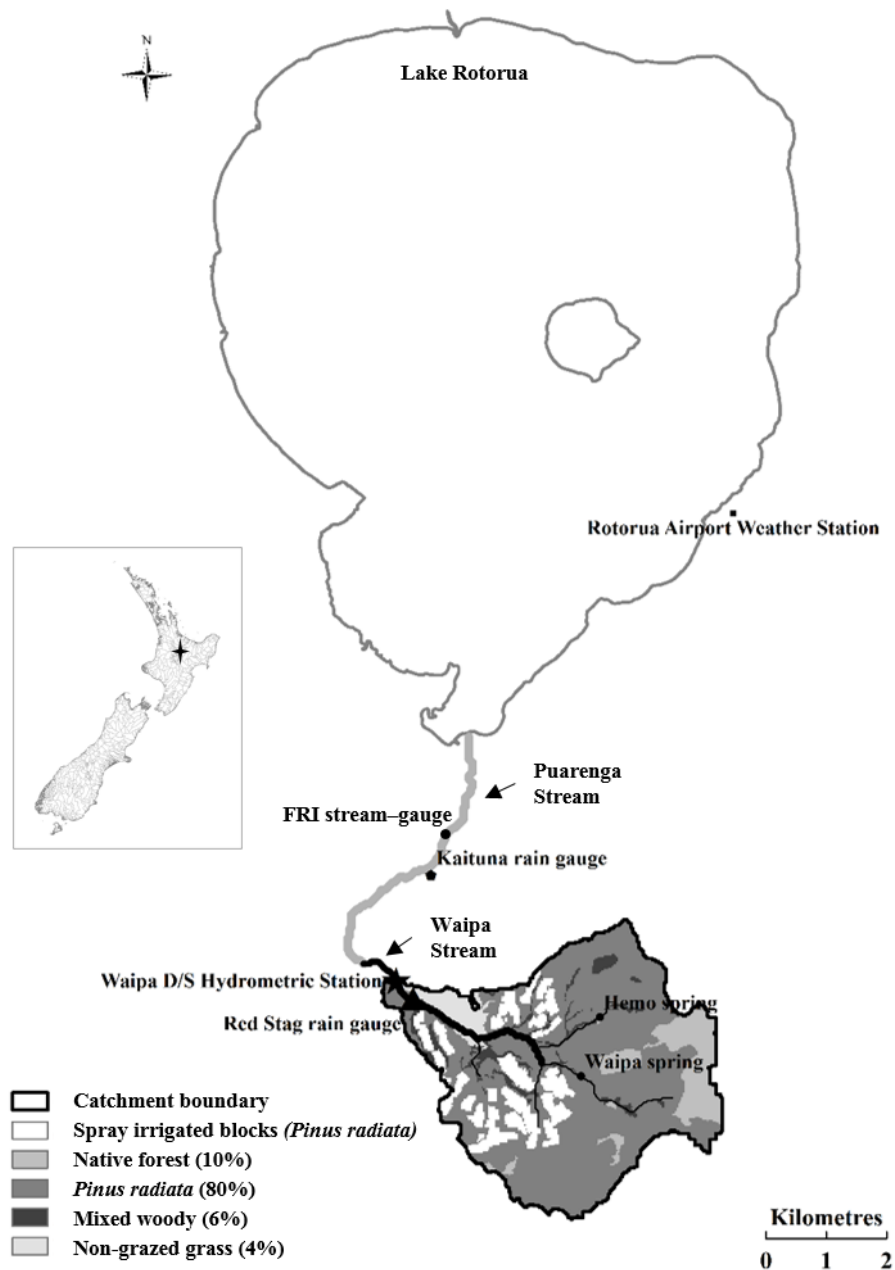 N
Lake Rotorua
Rotorua Airport Weather Station
Puarenga
Stream
FRI stream–gauge
Kaituna rain gauge
Waipa
Stream
Waipa D/S Hydrometric Station
Hemo spring
Red Stag rain gauge
Waipa spring
Catchment boundary
Spray irrigated blocks (Pinus radiata)
Native forest (10%)
Pinus radiata (80%)
Mixed woody (6%)
Non-grazed grass (4%)
Kilometres
0 1 2